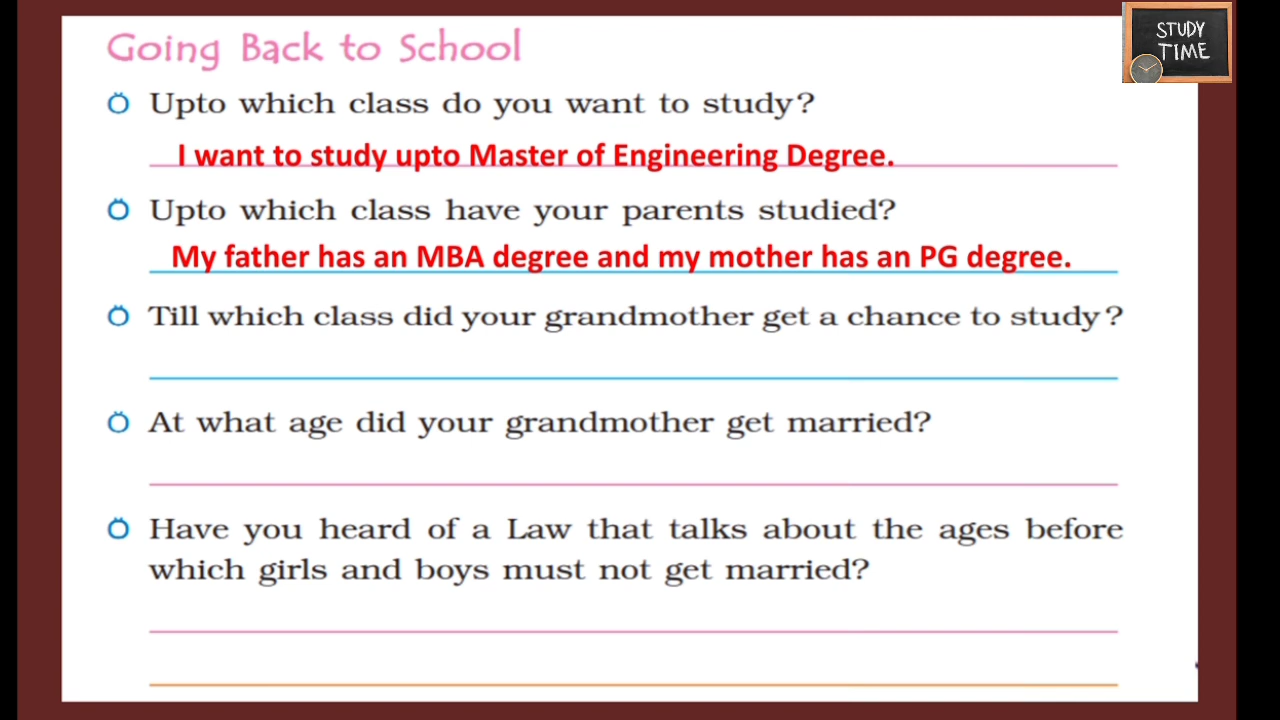 Going Back to School
STUDY
TIME
Upto which class do you want to study?
I want to study upto Master of Engineering Degree.
Upto which class have your parents studied?
My father has an MBA degree and my mother has an PG degree.
Till which class did your grandmother get a chance to study?
At what age did your grandmother get married?
Have you heard of a Law that talks about the ages before
which girls and boys must not get married?